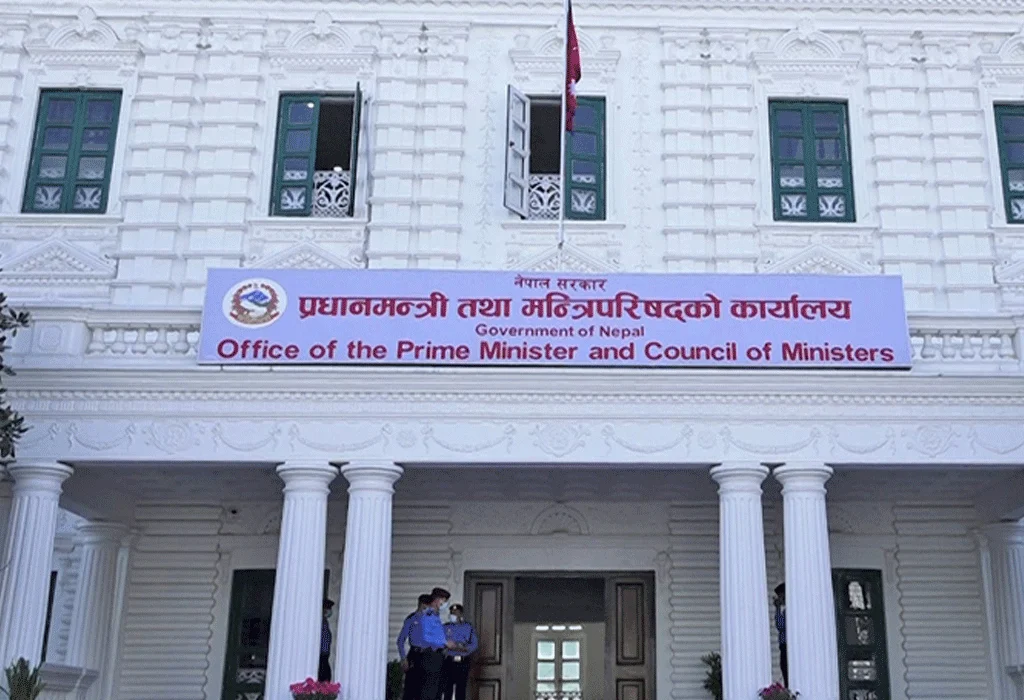 नेपाल सरकार
प्रधानमन्त्री तथा मन्त्रिपरिषदको कार्यालय
Government of Nepal
Office of the Prime Minister and Council of Ministers